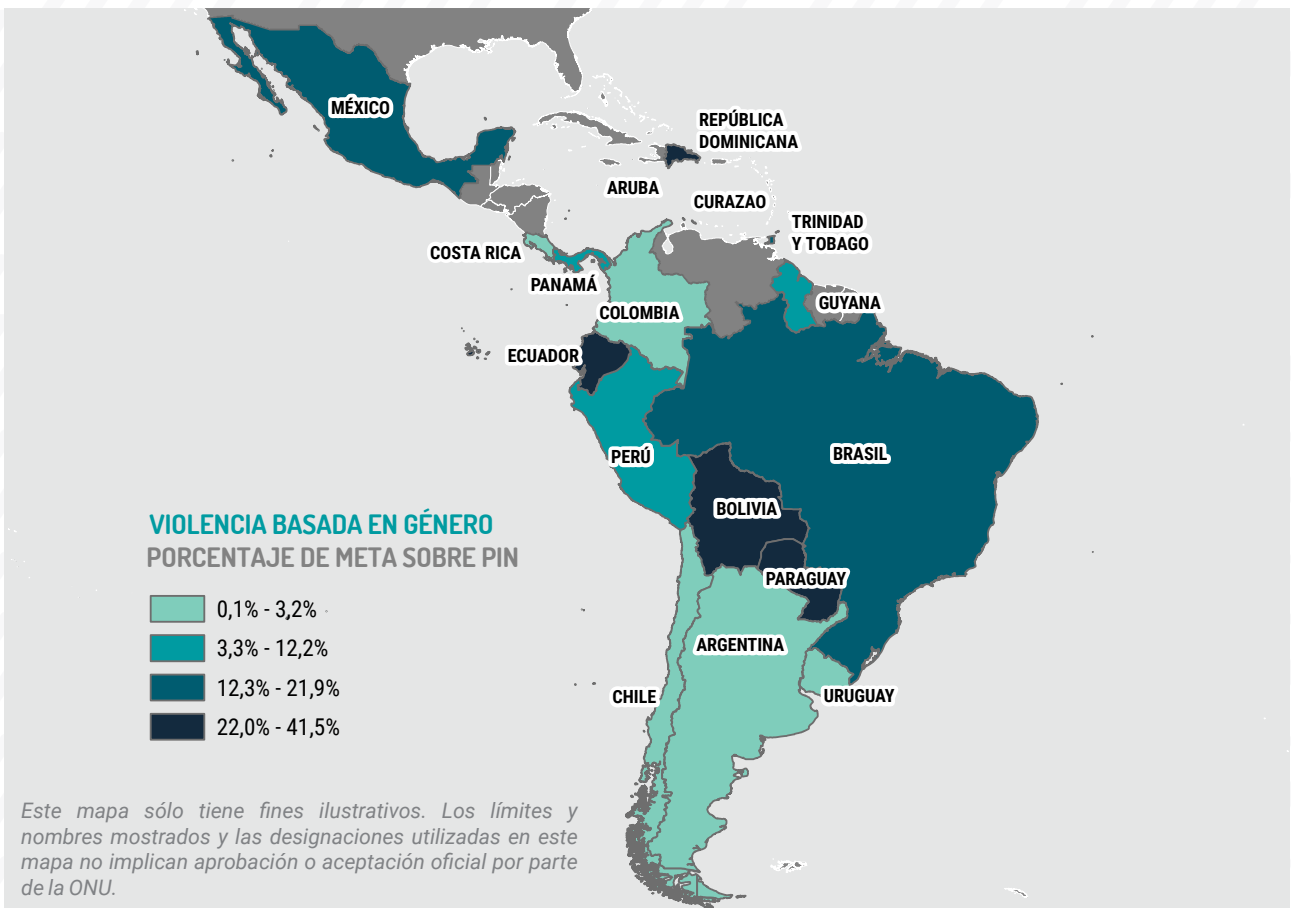 MÉXICO
REPÚBLICA
DOMINICANA
ARUBA
CURAZAO
TRINIDAD
Y TOBAGO
COSTA RICA
PANAMÁ
GUYANA
COLOMBIA
ECUADOR
PERÚ
BRASIL
BOLIVIA
PARAGUAY
ARGENTINA
CHILE
URUGUAY
VIOLENCIA BASADA EN GÉNERO
PORCENTAJE DE META SOBRE PIN
0,1% - 3,2%
3,3% - 12,2%
12,3% - 21,9%
22,0% - 41,5%
Este mapa sólo tiene fines ilustrativos. Los límites y
nombres mostrados y las designaciones utilizadas en este
mapa no implican aprobación o aceptación oficial por parte
de la ONU.